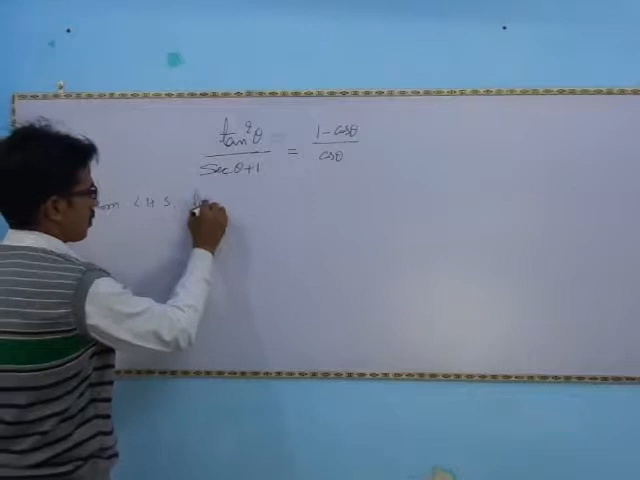 tan²θ / secθ+1 = 1-cosθ / cosθ
L H S.